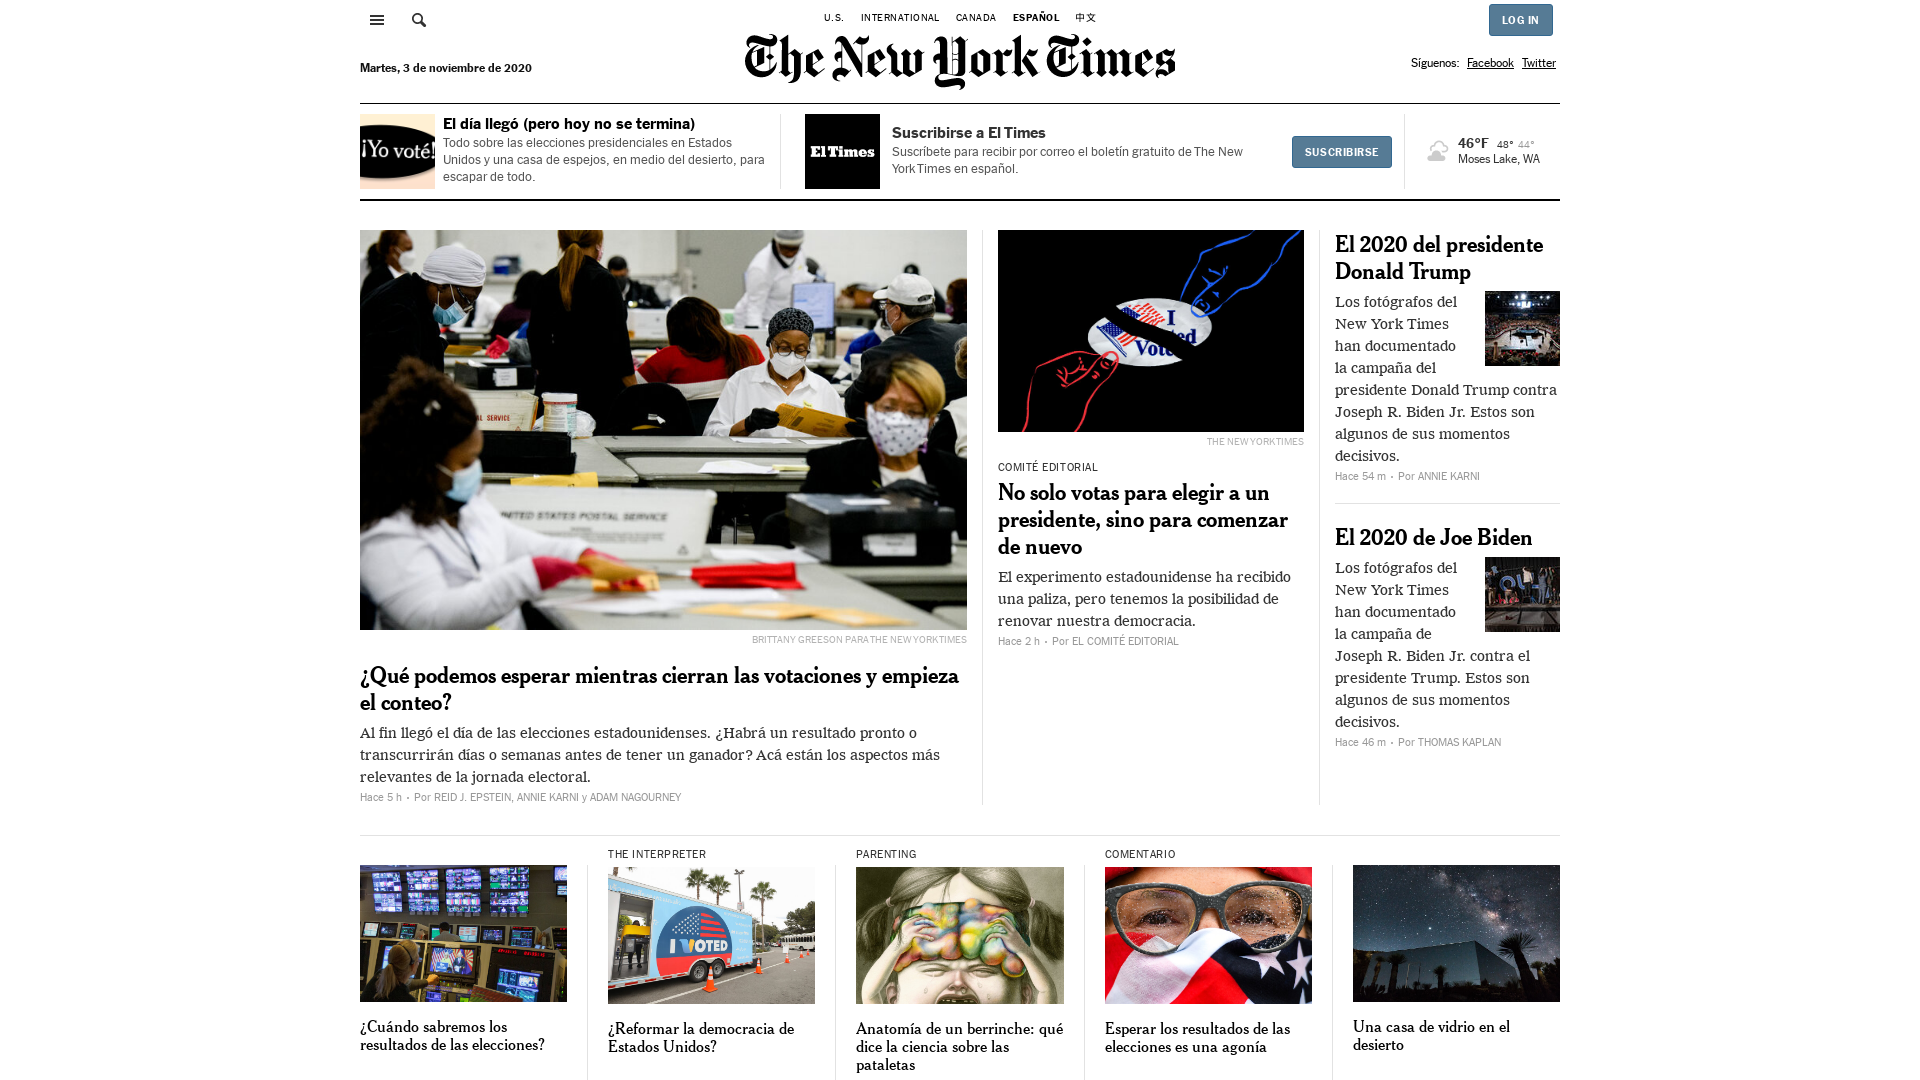 U.S. INTERNATIONAL CANADA ESPAÑOL 中文
LOG IN
The New York Times
Martes, 3 de noviembre de 2020
Síguenos: Facebook Twitter
¡Yo voté!
El día llegó (pero hoy no se termina)
Todo sobre las elecciones presidenciales en Estados
Unidos y una casa de espejos, en medio del desierto, para
escapar de todo.
El Times
Suscribirse a El Times
Suscríbete para recibir por correo el boletín gratuito de The New
York Times en español.
SUSCRIBIRSE
46°F 48° 44°
Moses Lake, WA
SERVICE
UNITED STATES POSTAL SERVICE
BRITTANY GREESON PARA THE NEW YORK TIMES
¿Qué podemos esperar mientras cierran las votaciones y empieza
el conteo?
Al fin llegó el día de las elecciones estadounidenses. ¿Habrá un resultado pronto o
transcurrirán días o semanas antes de tener un ganador? Acá están los aspectos más
relevantes de la jornada electoral.
Hace 5 h • Por REID J. EPSTEIN, ANNIE KARNI y ADAM NAGOURNEY
I
Voted
THE NEW YORK TIMES
COMITÉ EDITORIAL
No solo votas para elegir a un
presidente, sino para comenzar
de nuevo
El experimento estadounidense ha recibido
una paliza, pero tenemos la posibilidad de
renovar nuestra democracia.
Hace 2 h • Por EL COMITÉ EDITORIAL
El 2020 del presidente
Donald Trump
Los fotógrafos del
New York Times
han documentado
la campaña del
presidente Donald Trump contra
Joseph R. Biden Jr. Estos son
algunos de sus momentos
decisivos.
Hace 54 m • Por ANNIE KARNI
El 2020 de Joe Biden
Los fotógrafos del
New York Times
han documentado
la campaña de
Joseph R. Biden Jr. contra el
presidente Trump. Estos son
algunos de sus momentos
decisivos.
Hace 46 m • Por THOMAS KAPLAN
¿Cuándo sabremos los
resultados de las elecciones?
THE INTERPRETER
I VOTED
¿Reformar la democracia de
Estados Unidos?
PARENTING
Anatomía de un berrinche: qué
dice la ciencia sobre las
pataletas
COMENTARIO
Esperar los resultados de las
elecciones es una agonía
Una casa de vidrio en el
desierto